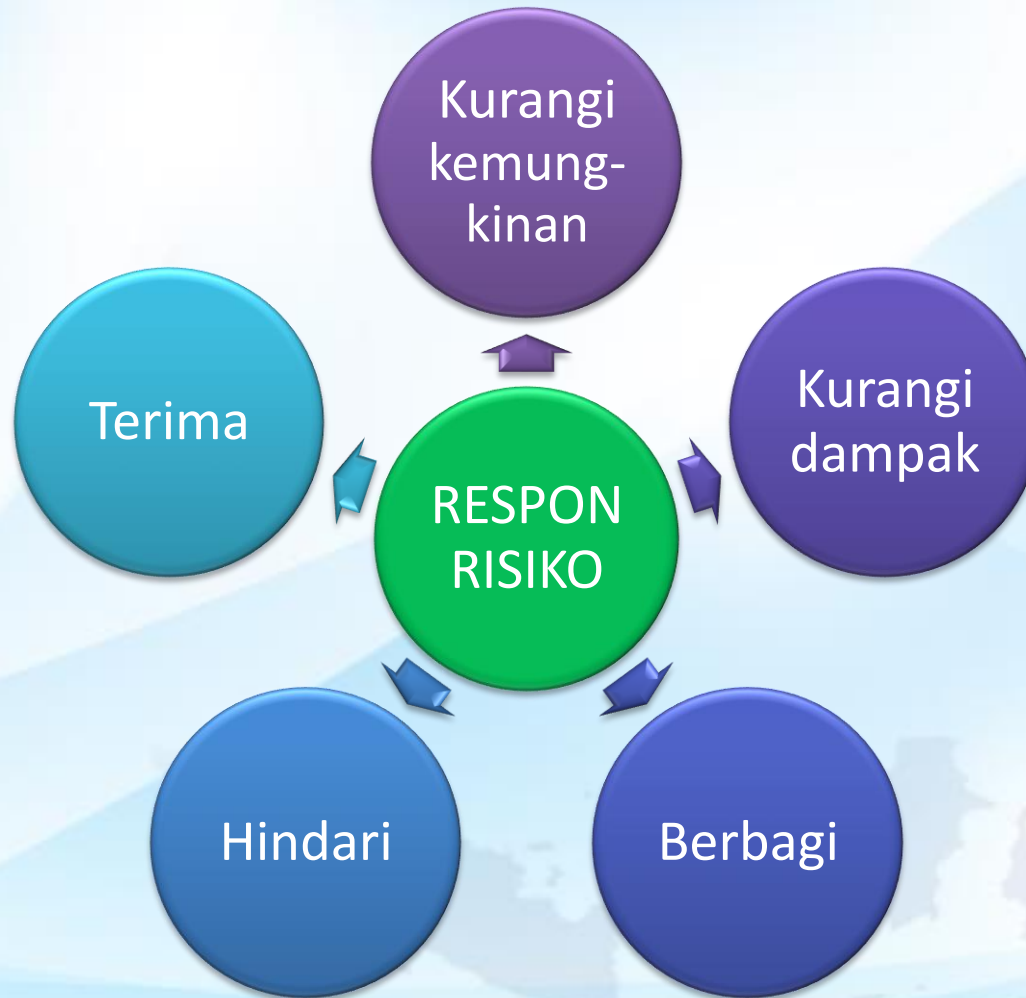 Kurangi
kemung-
kinan
Kurangi
dampak
Terima
RESPON
RISIKO
Hindari
Berbagi